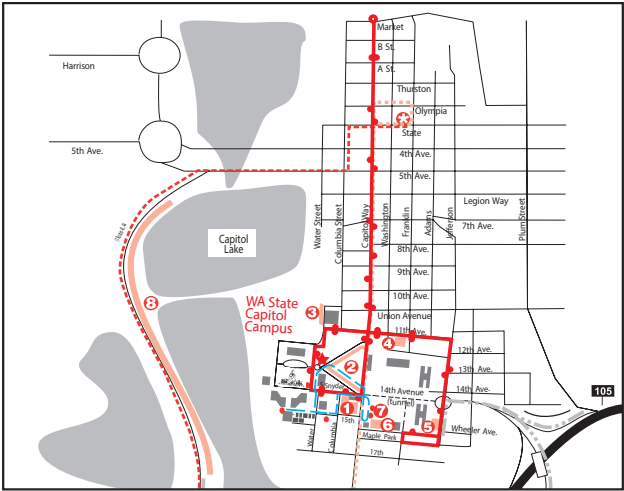 Market
B St.
A St.
Harrison
Thurston
Olympia
State
5th Ave.
4th Ave.
5th Ave.
Legion Way
Water Street
Columbia Street
Capitol Way
Washington
Franklin
Adams
Jefferson
Plum Street
7th Ave.
8th Ave.
Capitol
Lake
9th Ave.
10th Ave.
8
WA State
Capitol
Campus
3
Union Avenue
11th Ave.
4
12th Ave.
2
13th Ave.
Snyder
14th Avenue
(tunnel)
14th Ave.
105
1
7
15th
6
5
Wheeler Ave.
Water
Columbia
Maple Park
17th